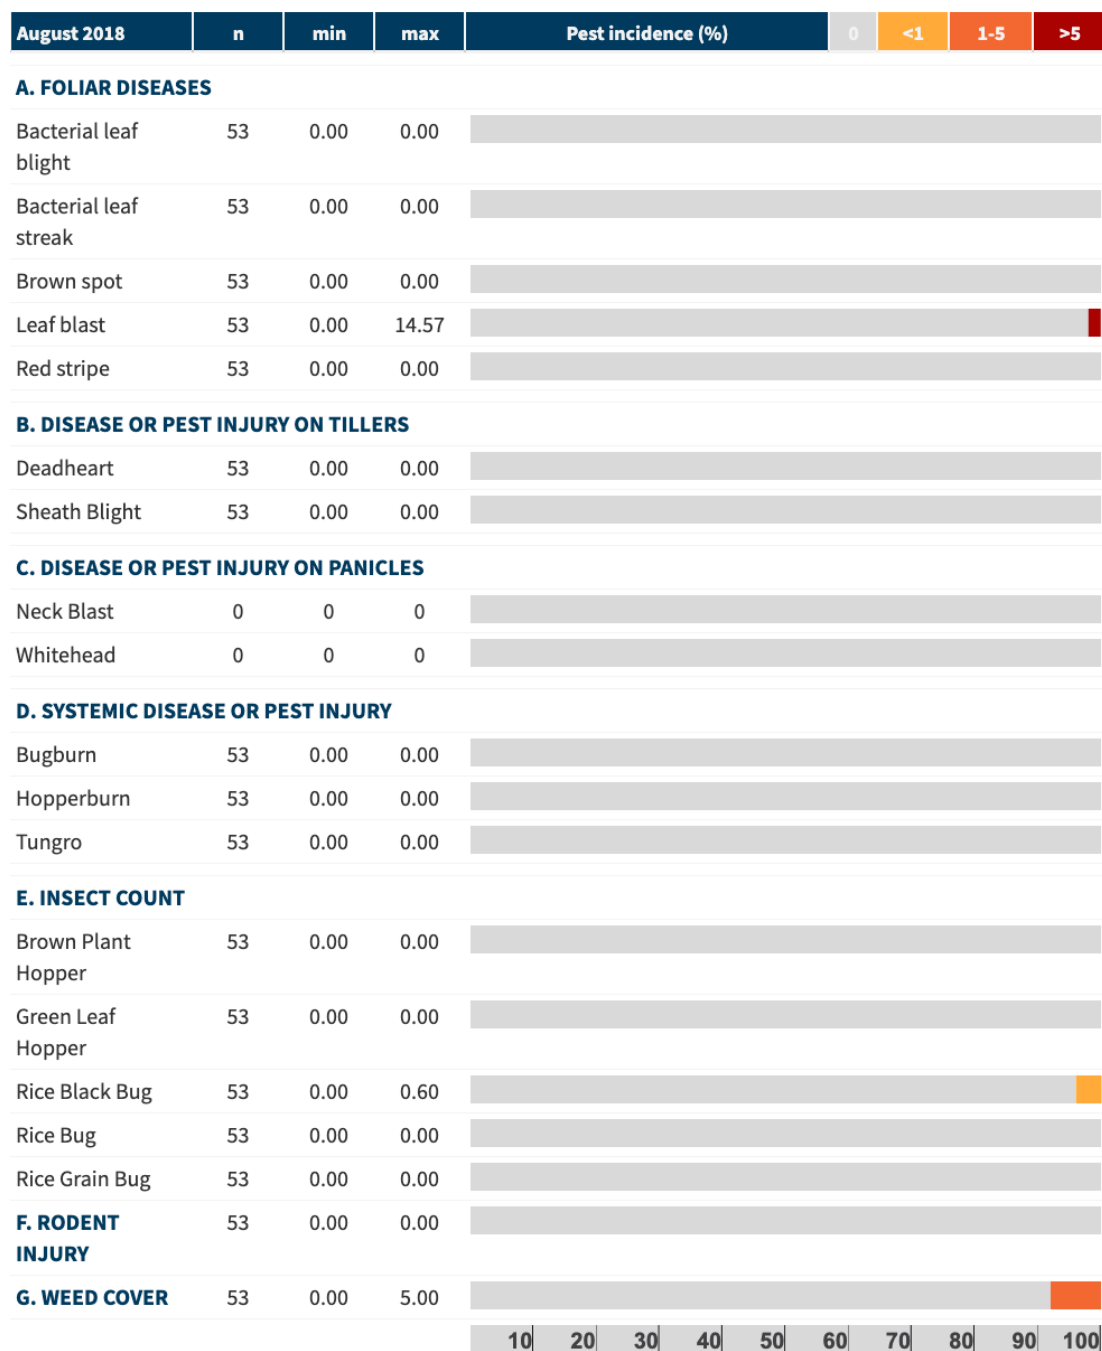 August 2018 n min max Pest incidence (%) 0 <1 1-5 >5
A. FOLIAR DISEASES
Bacterial leaf 53 0.00 0.00
blight
Bacterial leaf 53 0.00 0.00
streak
Brown spot 53 0.00 0.00
Leaf blast 53 0.00 14.57
Red stripe 53 0.00 0.00
B. DISEASE OR PEST INJURY ON TILLERS
Deadheart 53 0.00 0.00
Sheath Blight 53 0.00 0.00
C. DISEASE OR PEST INJURY ON PANICLES
Neck Blast 0 0 0
Whitehead 0 0 0
D. SYSTEMIC DISEASE OR PEST INJURY
Bugburn 53 0.00 0.00
Hopperburn 53 0.00 0.00
Tungro 53 0.00 0.00
E. INSECT COUNT
Brown Plant 53 0.00 0.00
Hopper
Green Leaf 53 0.00 0.00
Hopper
Rice Black Bug 53 0.00 0.60
Rice Bug 53 0.00 0.00
Rice Grain Bug 53 0.00 0.00
F. RODENT 53 0.00 0.00
INJURY
G. WEED COVER 53 0.00 5.00
10 20 30 40 50 60 70 80 90 100